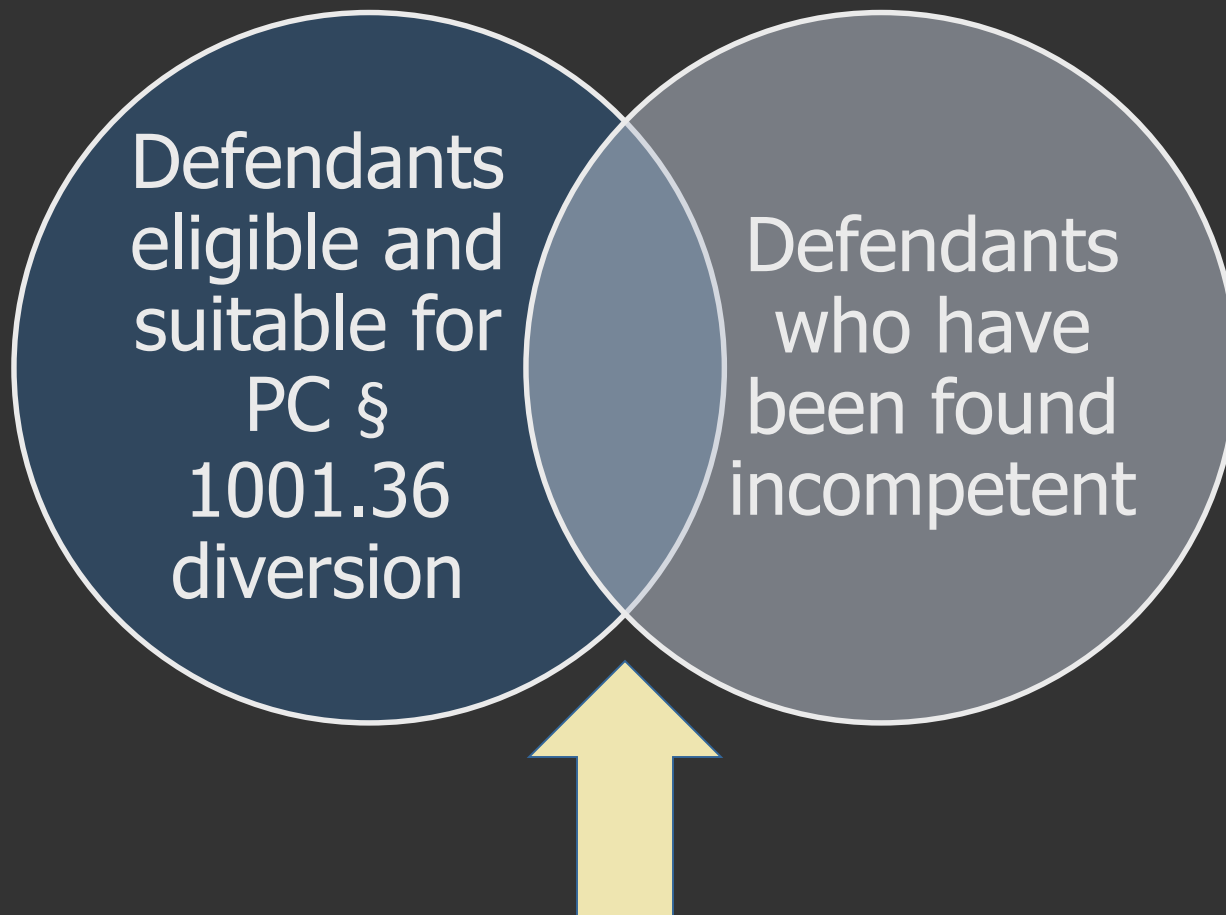 Defendants
eligible and
suitable for
PC §
1001.36
diversion
Defendants
who have
been found
incompetent